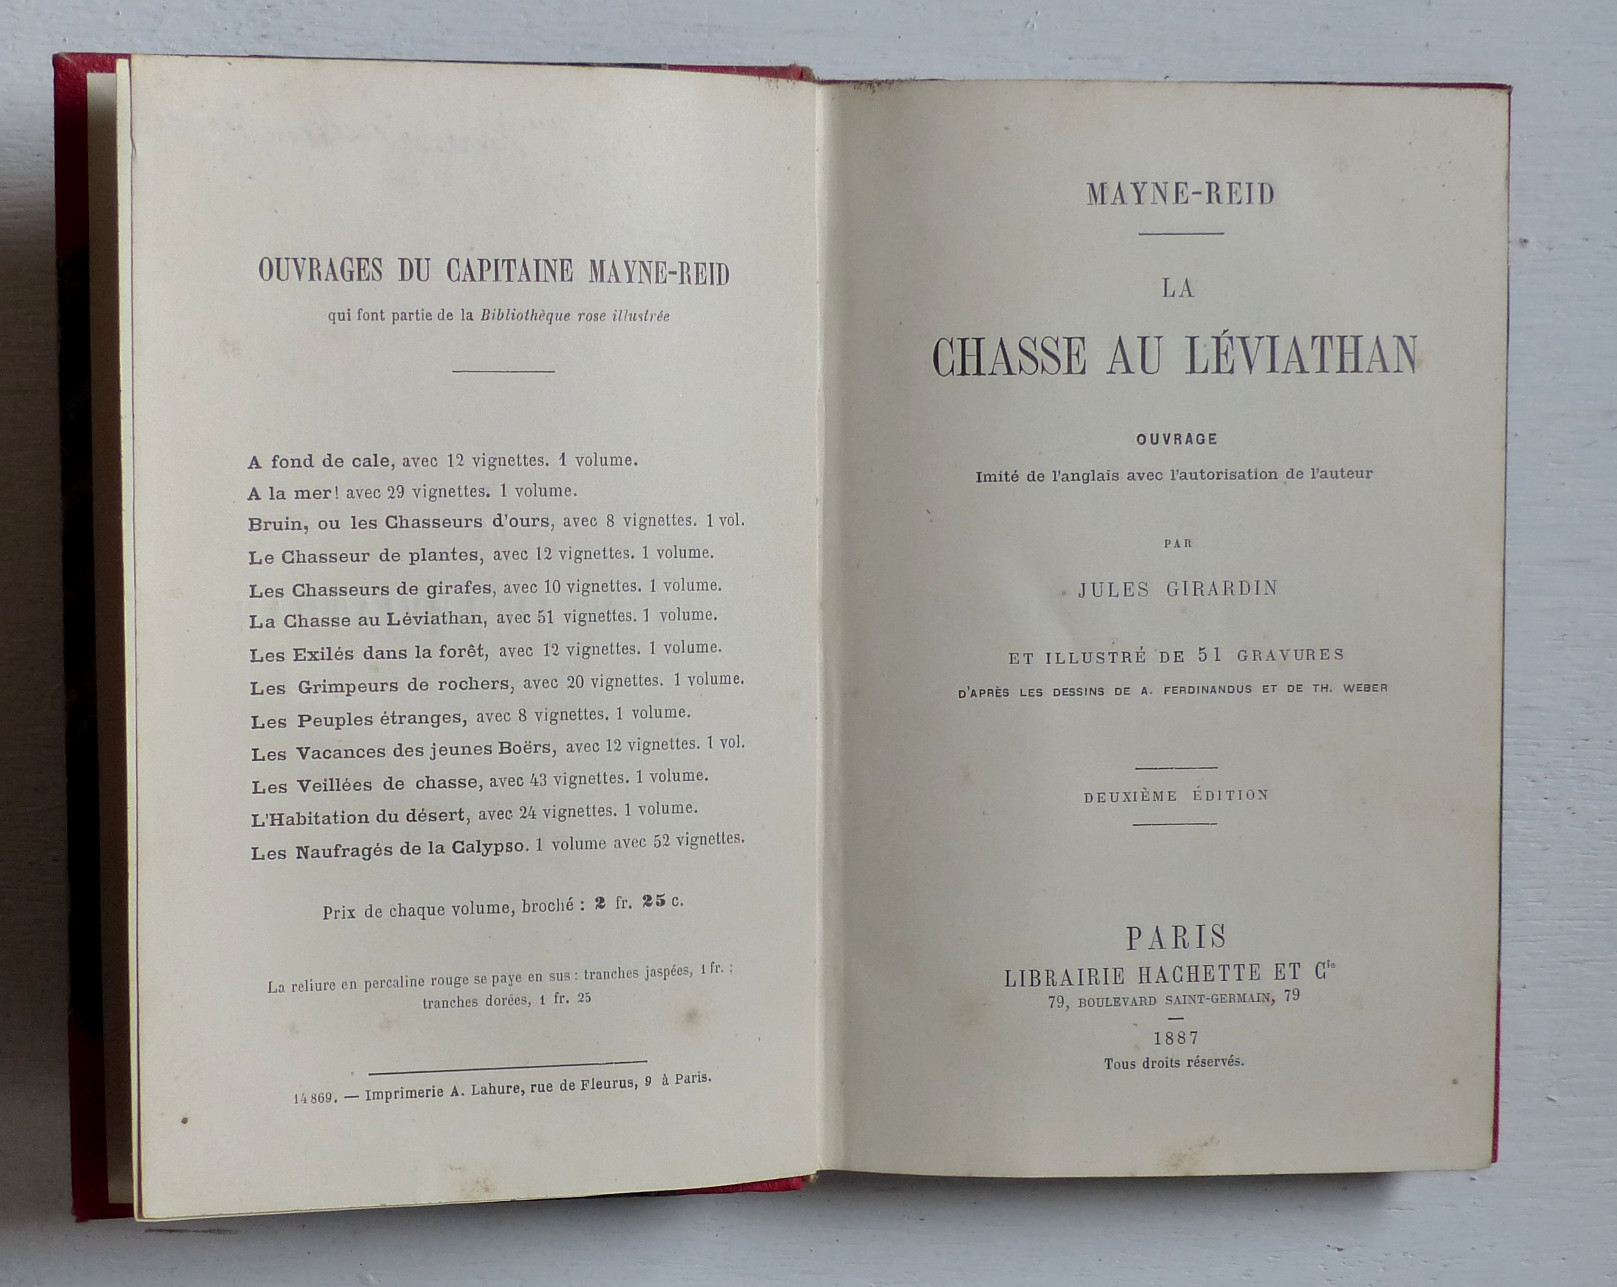 OUVRAGES DU CAPITAINE MAYNE-REID
qui font partie de la Bibliothèque rose illustrée
A fond de cale, avec 12 vignettes. 1 volume.
A la mer! avec 29 vignettes. 1 volume.
Bruin, ou les Chasseurs d'ours, avec 8 vignettes. 1 vol.
Le Chasseur de plantes, avec 12 vignettes. 1 volume.
Les Chasseurs de girafes, avec 10 vignettes. 1 volume.
La Chasse au Léviathan, avec 51 vignettes. 1 volume.
Les Exilés dans la forêt, avec 12 vignettes. 1 volume.
Les Grimpeurs de rochers, avec 20 vignettes. 1 volume.
Les Peuples étranges, avec 8 vignettes. 1 volume.
Les Vacances des jeunes Boërs, avec 12 vignettes. 1 vol.
Les Veillées de chasse, avec 43 vignettes. 1 volume.
L'Habitation du désert, avec 24 vignettes. 1 volume.
Les Naufragés de la Calypso. 1 volume avec 52 vignettes.
Prix de chaque volume, broché : 2 fr. 25 c.
La reliure en percaline rouge se paye en sus : tranches jaspées, 1 fr. ;
tranches dorées, 1 fr. 25
14869. — Imprimerie A. Lahure, rue de Fleurus, 9 à Paris.
MAYNE-REID
LA
CHASSE AU LÉVIATHAN
OUVRAGE
Imité de l'anglais avec l'autorisation de l'auteur
PAR
JULES GIRARDIN
ET ILLUSTRÉ DE 51 GRAVURES
D'APRÈS LES DESSINS DE A. FERDINANDUS ET DE TH. WEBER
DEUXIÈME ÉDITION
PARIS
LIBRAIRIE HACHETTE ET Cie
79, BOULEVARD SAINT-GERMAIN, 79
1887
Tous droits réservés.